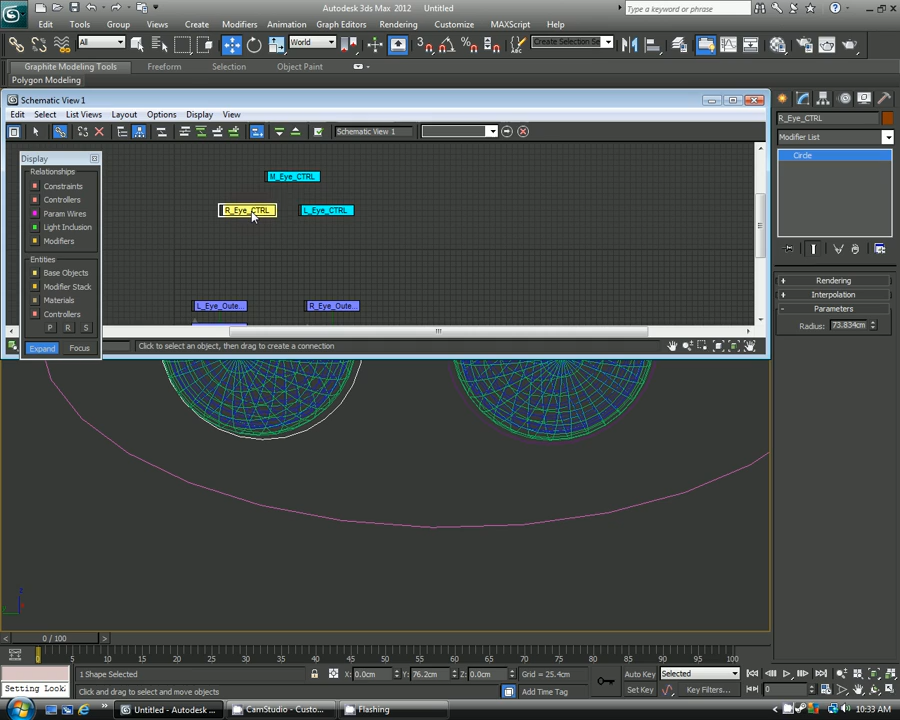 Autodesk 3ds Max 2012    Untitled
Type a keyword or phrase
Edit Tools Group Views Create Modifiers Animation Graph Editors Rendering Customize MAXScript Help
All World Create Selection Se
Graphite Modeling Tools Freeform Selection Object Paint
Polygon Modeling
Schematic View 1
Edit Select List Views Layout Options Display View
Schematic View 1
Display
Relationships
Constraints
Controllers
Param Wires
Light Inclusion
Modifiers
Entities
Base Objects
Modifier Stack
Materials
Controllers
P R S
Expand Focus
M_Eye_CTRL
R_Eye_CTRL L_Eye_CTRL
L_Eye_Oute... R_Eye_Oute...
Click to select an object, then drag to create a connection
R_Eye_CTRL
Modifier List
Circle
Rendering
Interpolation
Parameters
Radius: 73.834cm
0 / 100
0 5 10 15 20 25 30 35 40 45 50 55 60 65 70 75 80 85 90 95 100
1 Shape Selected X: 0.0cm Y: 76.2cm Z: 0.0cm Grid = 25.4cm Auto Key Selected
Setting Look Click and drag to select and move objects Add Time Tag Set Key Key Filters... 0
Untitled - Autodesk ... CamStudio - Custo... Flashing 10:33 AM